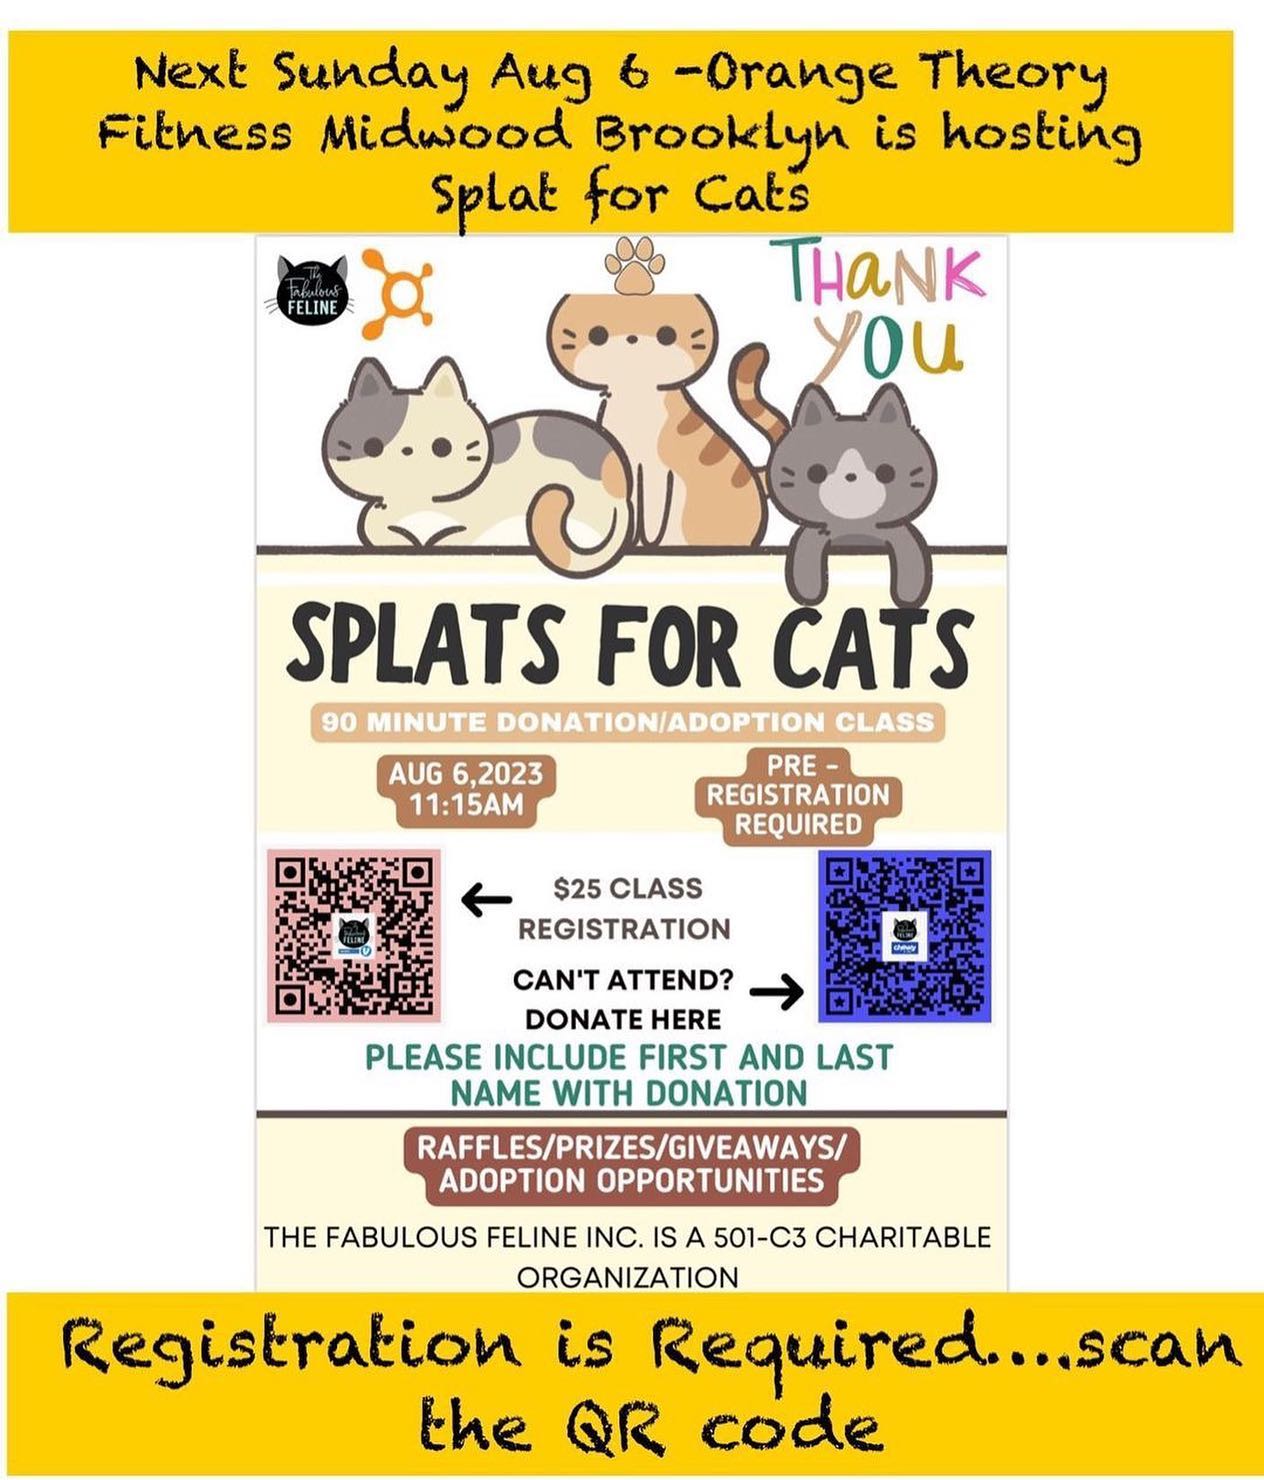 Next Sunday Aug 6 -Orange Theory
Fitness Midwood Brooklyn is hosting
Splat for Cats
The
Fabulous
FELINE
THaNK
YOU
SPLATS FOR CATS
90 MINUTE DONATION/ADOPTION CLASS
AUG 6,2023
11:15AM
PRE -
REGISTRATION
REQUIRED
$25 CLASS
REGISTRATION
CAN'T ATTEND?
DONATE HERE
FELINE
chewy
PLEASE INCLUDE FIRST AND LAST
NAME WITH DONATION
RAFFLES/PRIZES/GIVEAWAYS/
ADOPTION OPPORTUNITIES
THE FABULOUS FELINE INC. IS A 501-C3 CHARITABLE
ORGANIZATION
Registration is Required....scan
the QR code